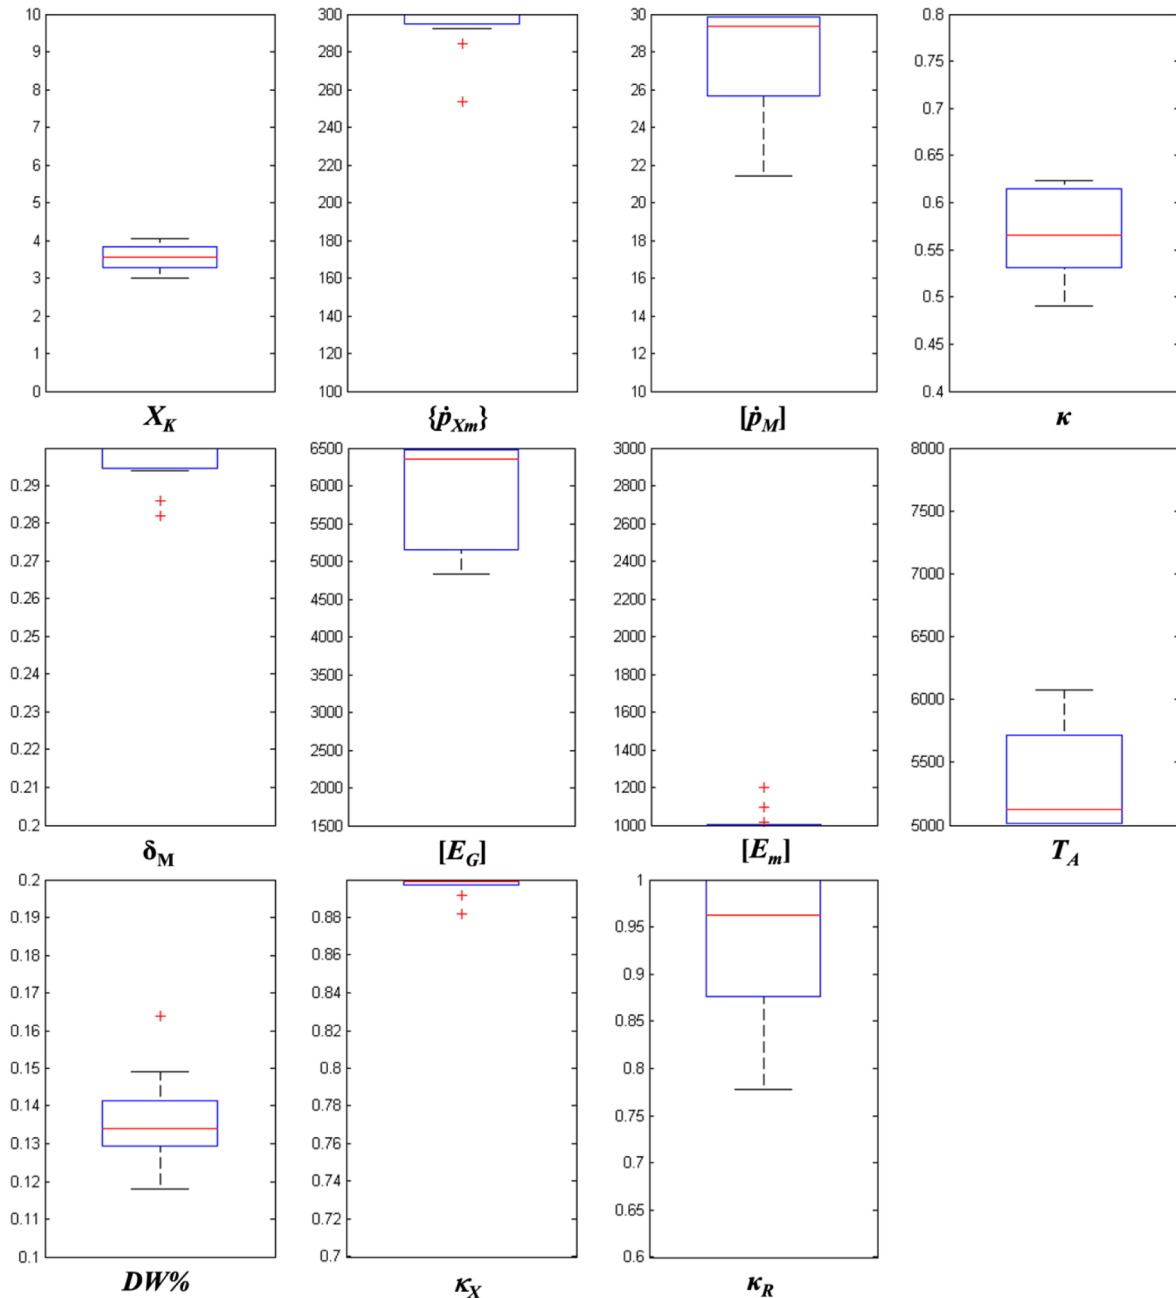 10 9 8 7 6 5 4 3 2 1 0
X_K
300 280 260 240 220 200 180 160 140 120 100
{ṗ_Xm}
30 28 26 24 22 20 18 16 14 12 10
[ṗ_M]
0.8 0.75 0.7 0.65 0.6 0.55 0.5 0.45 0.4
κ
0.29 0.28 0.27 0.26 0.25 0.24 0.23 0.22 0.21 0.2
δ_M
6500 6000 5500 5000 4500 4000 3500 3000 2500 2000 1500
[E_G]
3000 2800 2600 2400 2200 2000 1800 1600 1400 1200 1000
[E_m]
8000 7500 7000 6500 6000 5500 5000
T_A
0.2 0.19 0.18 0.17 0.16 0.15 0.14 0.13 0.12 0.11 0.1
DW%
0.88 0.86 0.84 0.82 0.8 0.78 0.76 0.74 0.72 0.7
κ_X
1 0.95 0.9 0.85 0.8 0.75 0.7 0.65 0.6
κ_R